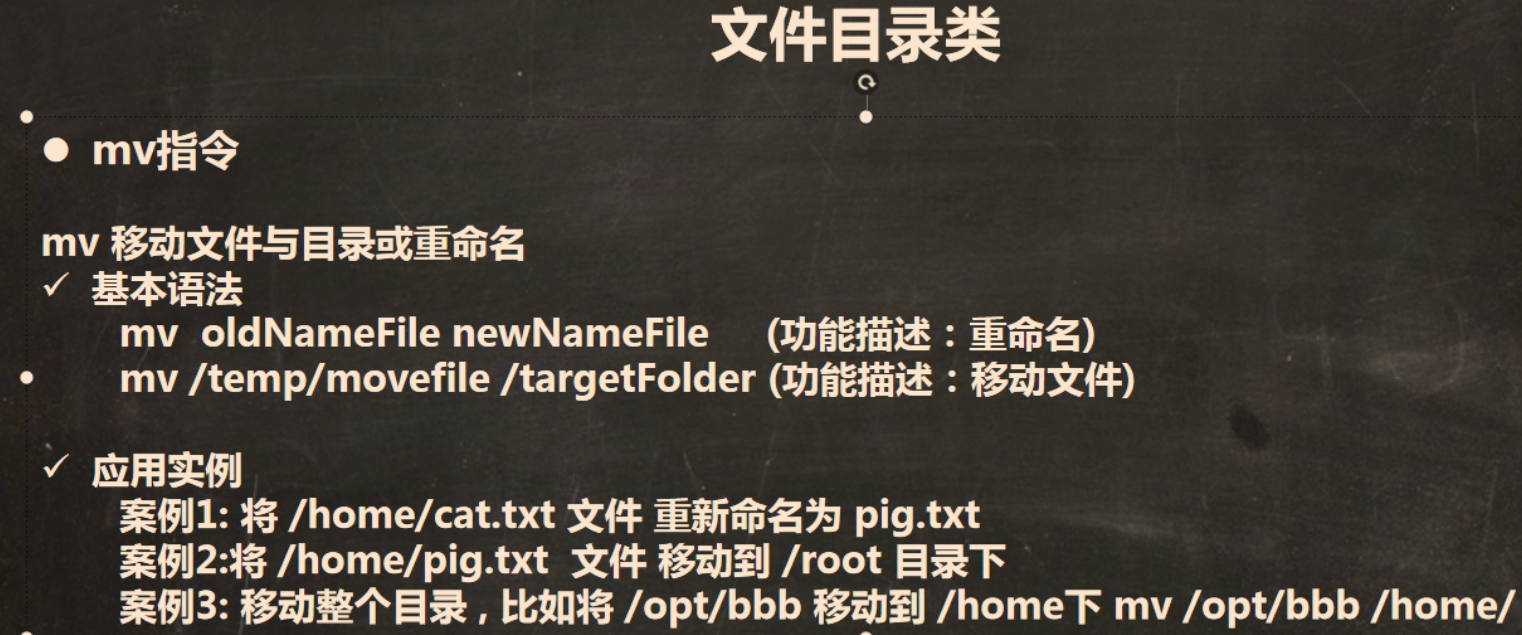 文件目录类
● mv指令
mv 移动文件与目录或重命名
✓ 基本语法
mv  oldNameFile newNameFile      (功能描述：重命名)
mv /temp/movefile /targetFolder (功能描述：移动文件)
✓ 应用实例
案例1: 将 /home/cat.txt 文件 重新命名为 pig.txt
案例2:将 /home/pig.txt  文件 移动到 /root 目录下
案例3: 移动整个目录 , 比如将 /opt/bbb 移动到 /home下 mv /opt/bbb /home/